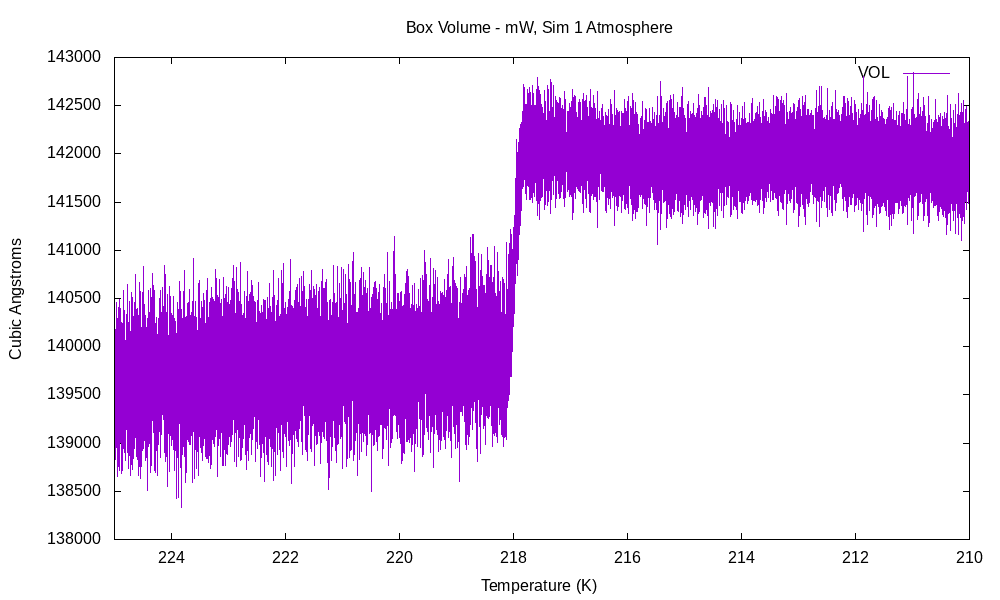 Box Volume - mW, Sim 1 Atmosphere
VOL
143000
142500
142000
141500
141000
140500
140000
139500
139000
138500
138000
Cubic Angstroms
224 222 220 218 216 214 212 210
Temperature (K)